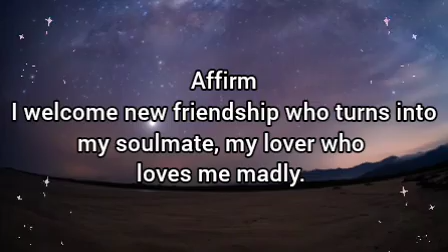 Affirm
I welcome new friendship who turns into
my soulmate, my lover who
loves me madly.